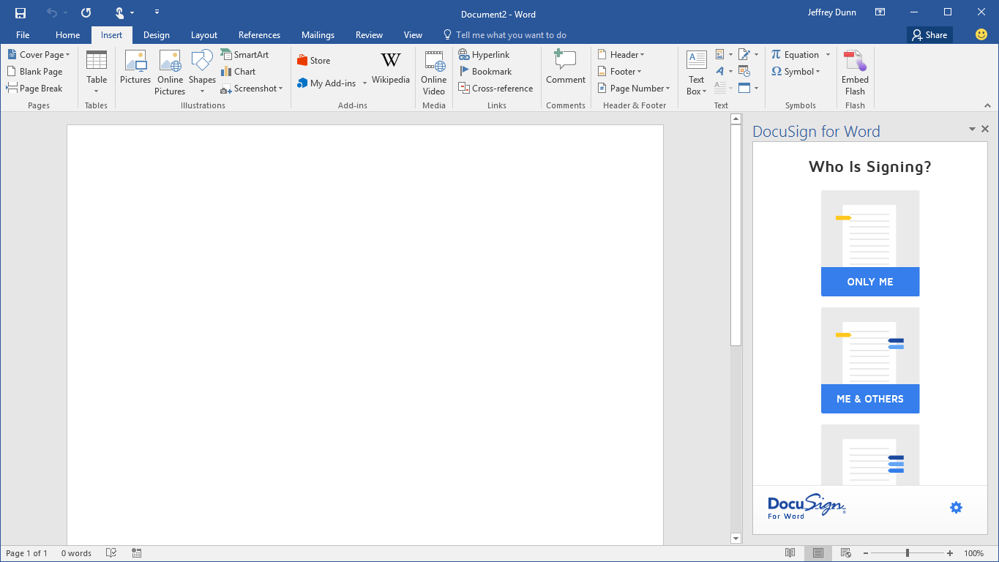 Document2 - Word
Jeffrey Dunn
File Home Insert Design Layout References Mailings Review View Tell me what you want to do Share
Cover Page
Blank Page
Page Break
Pages
Table
Tables
Pictures
Online
Pictures
Shapes
SmartArt
Chart
Screenshot
Illustrations
Store
My Add-ins
W
Wikipedia
Add-ins
Online
Video
Media
Hyperlink
Bookmark
Cross-reference
Links
Comment
Comments
Header
Footer
Page Number
Header & Footer
A
Text
Box
A
A
Text
π Equation
Ω Symbol
Symbols
Embed
Flash
Flash
DocuSign for Word
Who Is Signing?
ONLY ME
ME & OTHERS
DocuSign
For Word
Page 1 of 1 0 words
100%